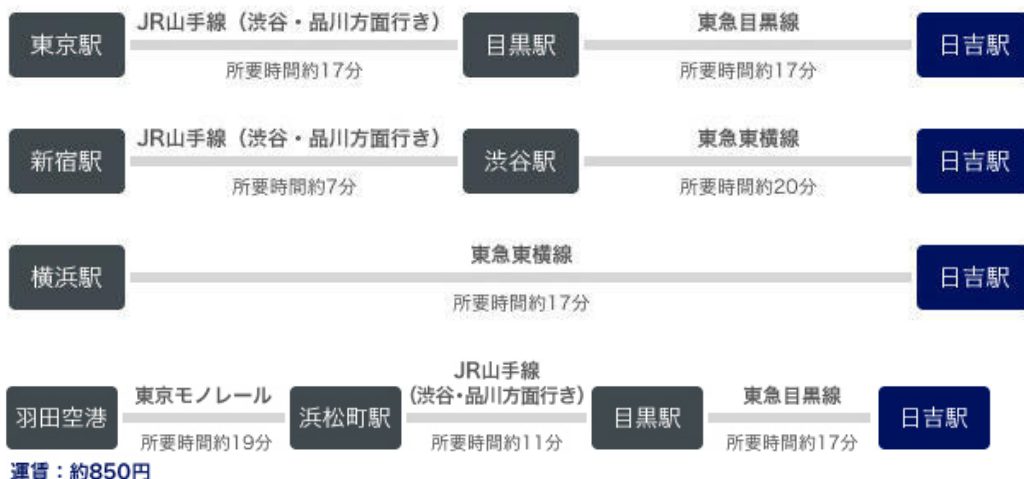 JR山手線（渋谷・品川方面行き）
東急目黒線
東京駅
目黒駅
日吉駅
所要時間約17分
所要時間約17分
JR山手線（渋谷・品川方面行き）
東急東横線
新宿駅
渋谷駅
日吉駅
所要時間約7分
所要時間約20分
東急東横線
横浜駅
日吉駅
所要時間約17分
JR山手線
東京モノレール
(渋谷・品川方面行き)
東急目黒線
羽田空港
浜松町駅
目黒駅
日吉駅
所要時間約19分
所要時間約11分
所要時間約17分
運賃：約850円